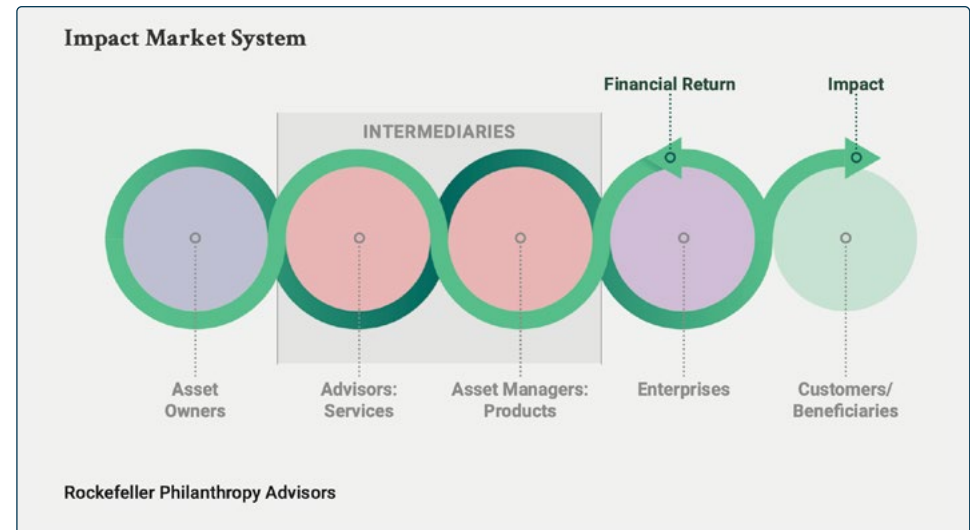 Impact Market System
Financial Return
Impact
INTERMEDIARIES
Asset
Owners
Advisors:
Services
Asset Managers:
Products
Enterprises
Customers/
Beneficiaries
Rockefeller Philanthropy Advisors